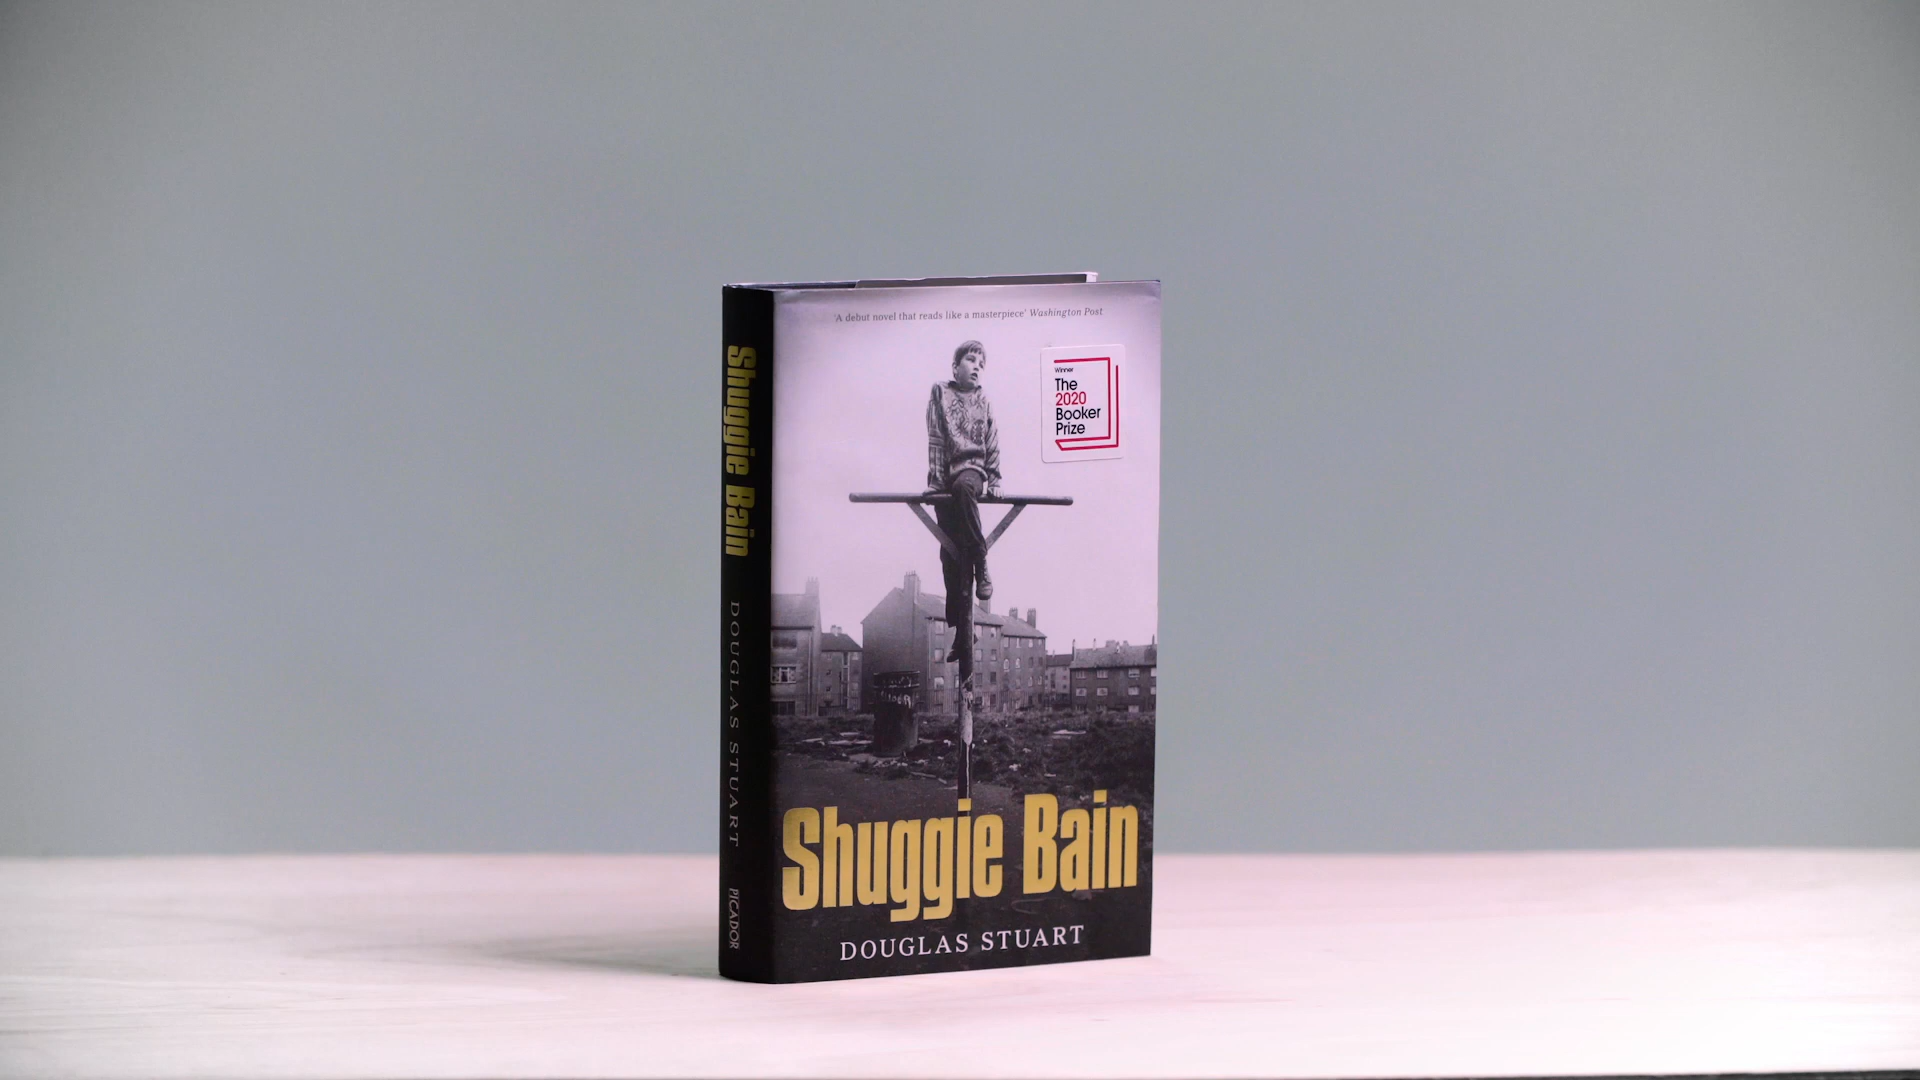 'A debut novel that reads like a masterpiece' Washington Post
Winner
The
2020
Booker
Prize
Shuggie Bain
DOUGLAS STUART
Shuggie Bain
DOUGLAS STUART
PICADOR